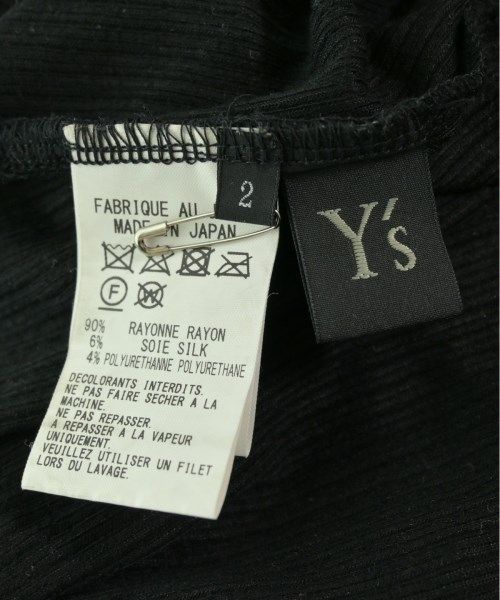 2
Y's
FABRIQUE AU
MADE IN JAPAN
F
W
90% RAYONNE RAYON
6% SOIE SILK
4% POLYURETHANNE POLYURETHANE
DECOLORANTS INTERDITS.
NE PAS FAIRE SECHER A LA
MACHINE.
NE PAS REPASSER.
A REPASSER A LA VAPEUR
UNIQUEMENT.
VEUILLEZ UTILISER UN FILET
LORS DU LAVAGE.